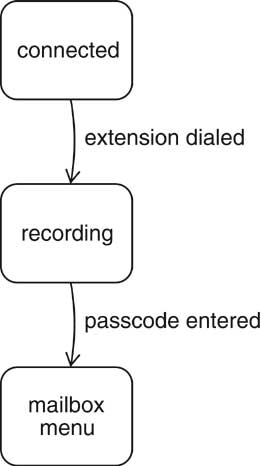 connected
extension dialed
recording
passcode entered
mailbox
menu